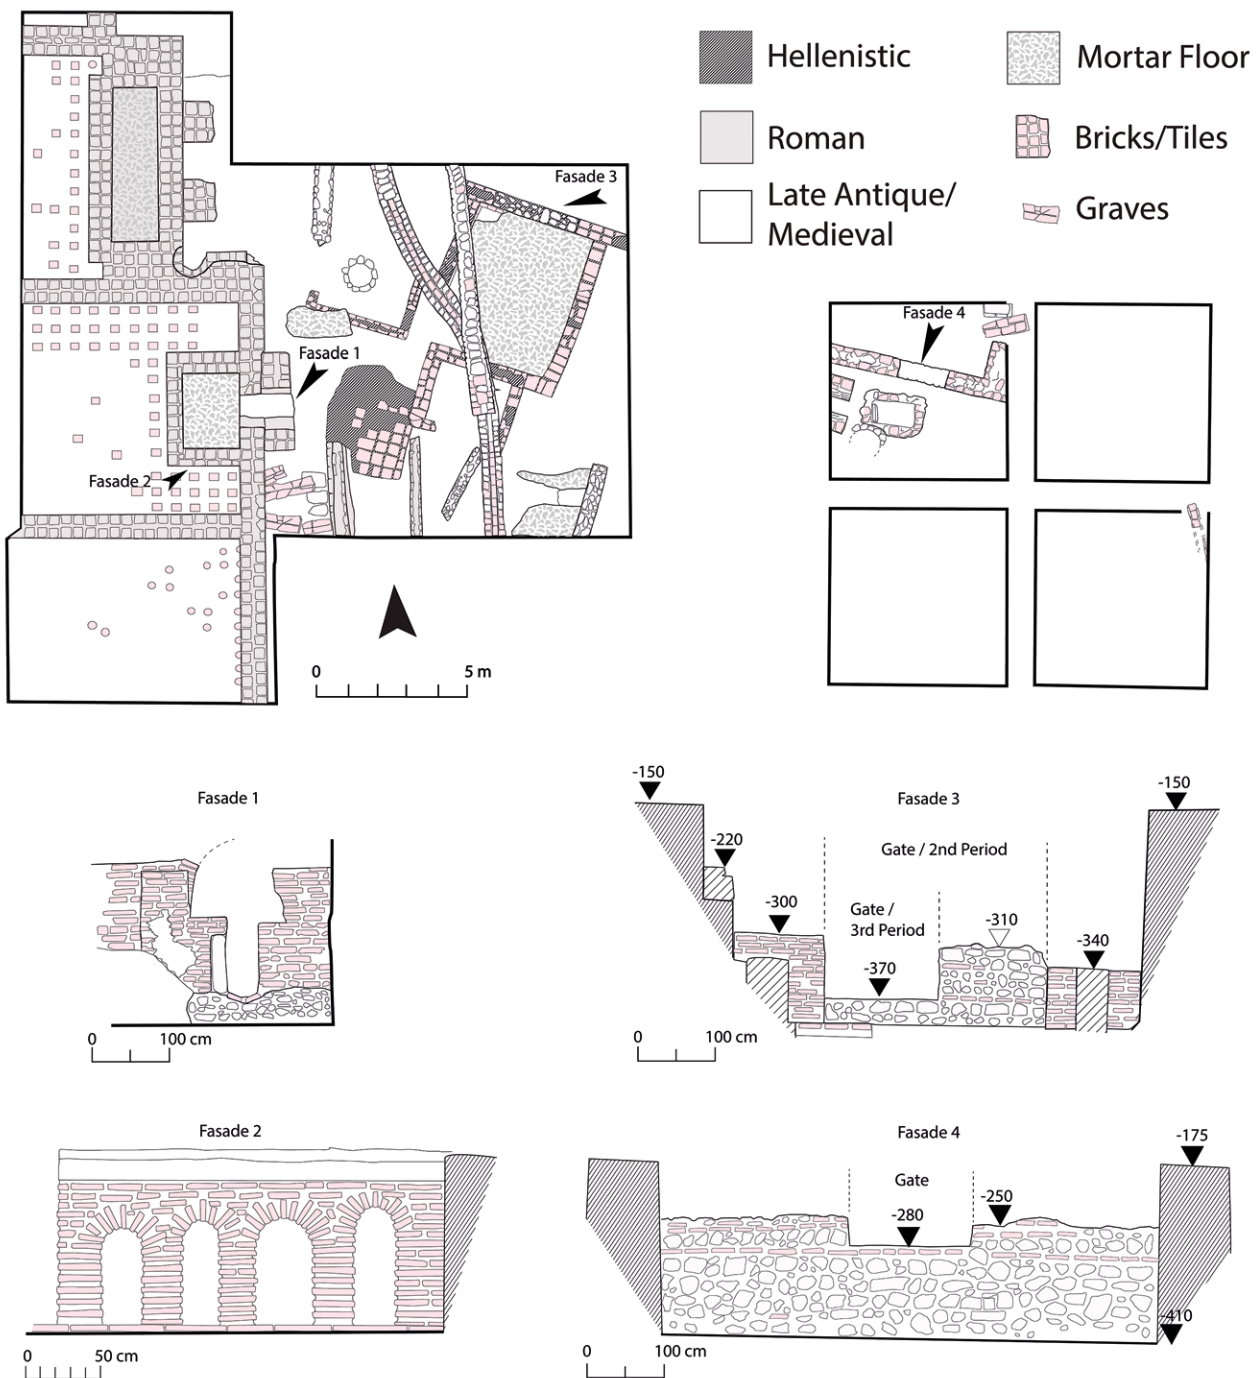 Hellenistic
Mortar Floor
Roman
Bricks/Tiles
Late Antique/
Medieval
Graves
Fasade 3
Fasade 1
Fasade 2
0 5 m
Fasade 4
Fasade 1
0 100 cm
Fasade 3
-150
-150
-220
Gate / 2nd Period
-300
Gate /
3rd Period
-310
-340
-370
0 100 cm
Fasade 2
0 50 cm
Fasade 4
-175
Gate
-250
-280
-410
0 100 cm